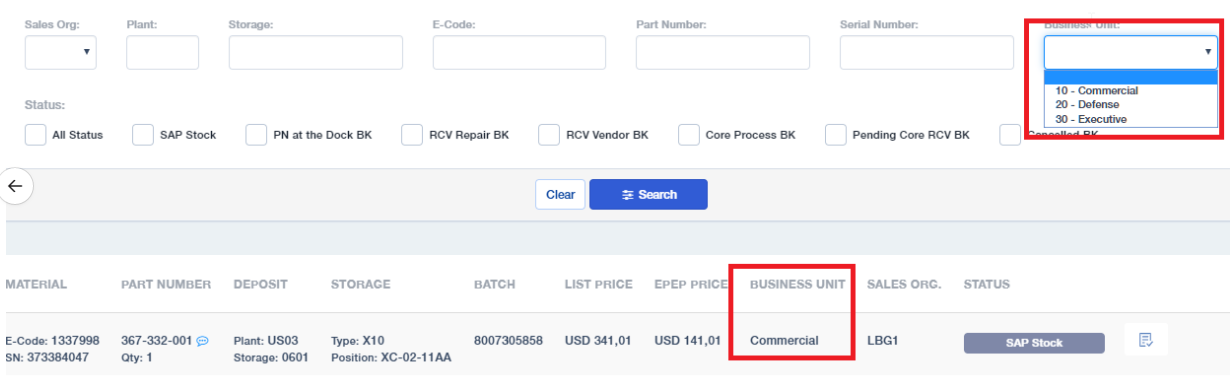 Sales Org: Plant: Storage: E-Code: Part Number: Serial Number: Business Unit:
10 - Commercial
20 - Defense
30 - Executive
Status:
All Status SAP Stock PN at the Dock BK RCV Repair BK RCV Vendor BK Core Process BK Pending Core RCV BK Cancelled BK
Clear Search
MATERIAL PART NUMBER DEPOSIT STORAGE BATCH LIST PRICE EPEP PRICE BUSINESS UNIT SALES ORG. STATUS
E-Code: 1337998 367-332-001 Plant: US03 Type: X10 8007305858 USD 341,01 USD 141,01 Commercial LBG1 SAP Stock
SN: 373384047 Qty: 1 Storage: 0601 Position: XC-02-11AA